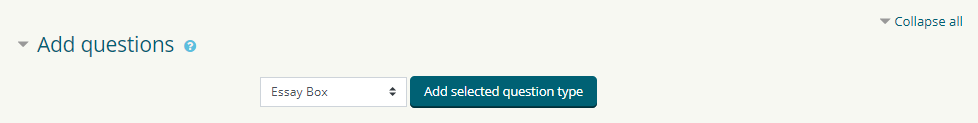 Collapse all
Add questions
Essay Box
Add selected question type